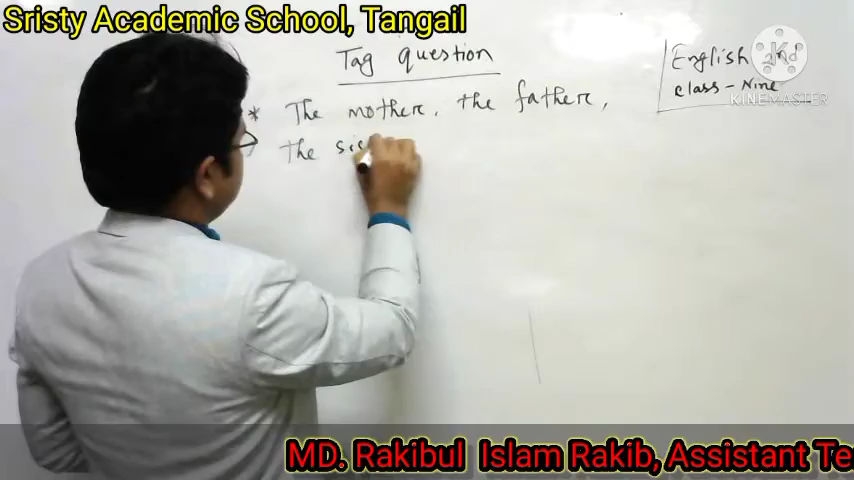 Sristy Academic School, Tangail
Tag question
English 2nd
class - Nine
KINEMASTER
* The mother, the father,
the sis
MD. Rakibul Islam Rakib, Assistant Te